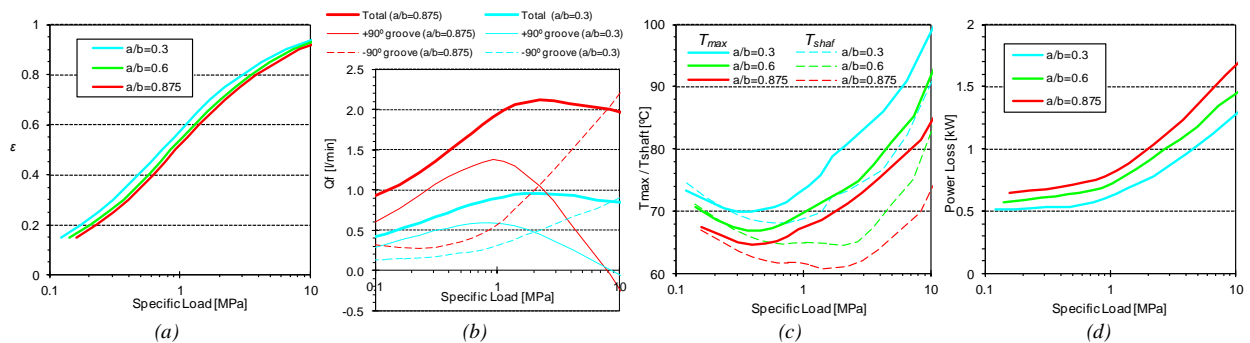 1
0.8
0.6
0.4
0.2
0
ε
a/b=0.3
a/b=0.6
a/b=0.875
0.1
1
10
Specific Load [MPa]
(a)
Total (a/b=0.875)
Total (a/b=0.3)
+90º groove (a/b=0.875)
+90º groove (a/b=0.3)
-90º groove (a/b=0.875)
-90º groove (a/b=0.3)
2.5
2.0
1.5
1.0
0.5
0.0
-0.5
Qf [l/min]
0.1
1
10
Specific Load [MPa]
(b)
100
90
80
70
60
Tmax / Tshaft [ºC]
Tmax
Tshaf
a/b=0.3
a/b=0.3
a/b=0.6
a/b=0.6
a/b=0.875
a/b=0.875
0.1
1
10
Specific Load [MPa]
(c)
2
1.5
1
0.5
0
Power Loss [kW]
a/b=0.3
a/b=0.6
a/b=0.875
0.1
1
10
Specific Load [MPa]
(d)